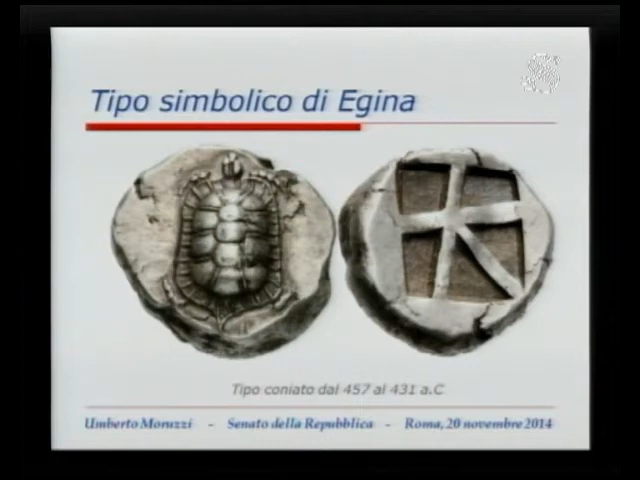 Tipo simbolico di Egina
Tipo coniato dal 457 al 431 a.C
Umberto Moruzzi - Senato della Repubblica - Roma, 20 novembre 2014